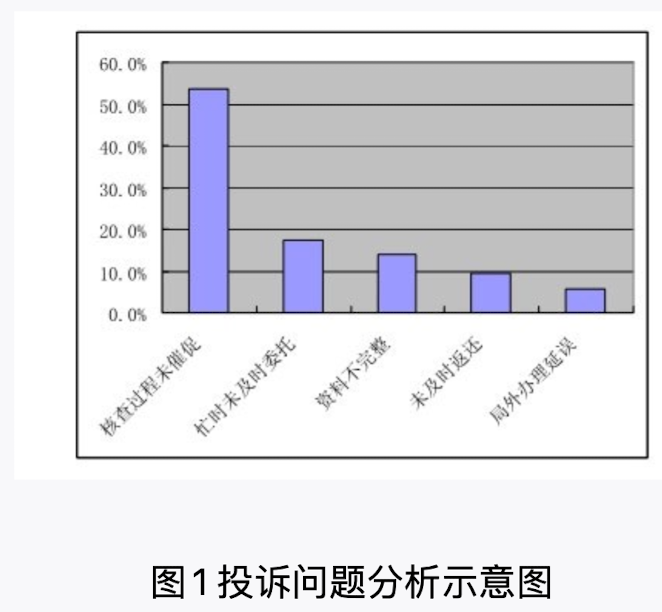 60.0%
50.0%
40.0%
30.0%
20.0%
10.0%
0.0%
核查过程未催促
忙时未及时委托
资料不完整
未及时返还
局外办理延误
图1投诉问题分析示意图